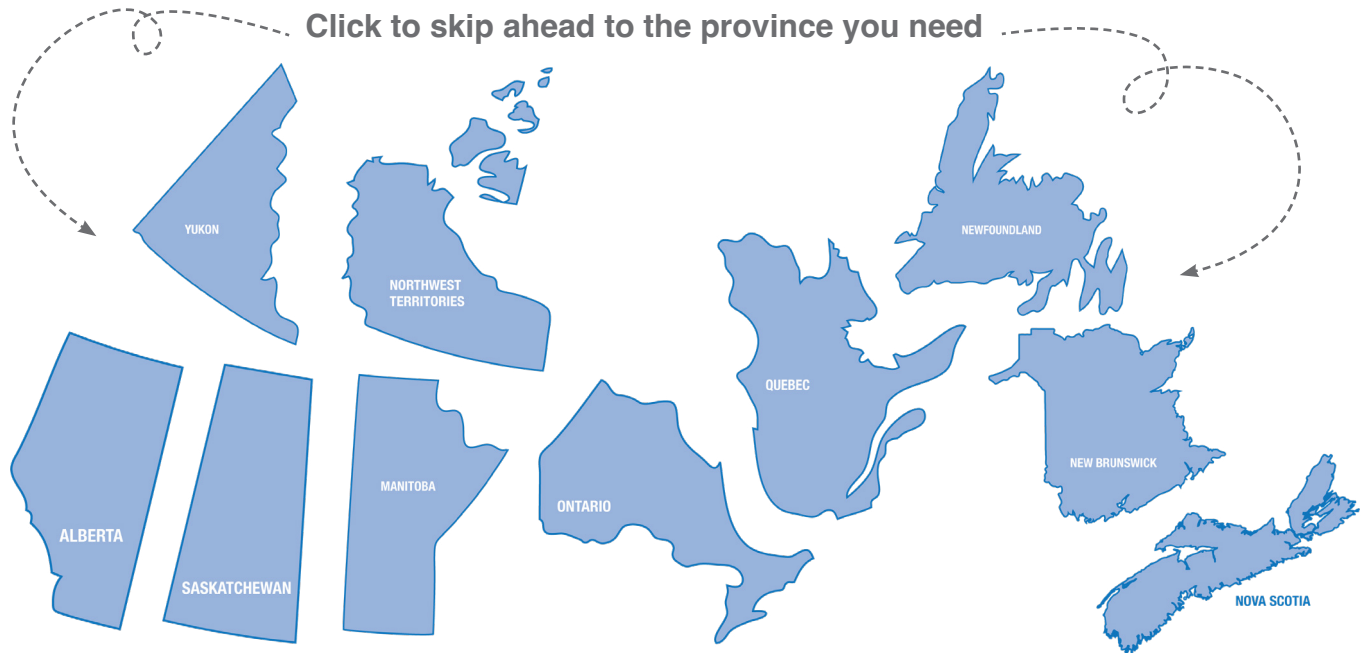 Click to skip ahead to the province you need
YUKON
NEWFOUNDLAND
NORTHWEST
TERRITORIES
QUEBEC
NEW BRUNSWICK
MANITOBA
ONTARIO
ALBERTA
SASKATCHEWAN
NOVA SCOTIA